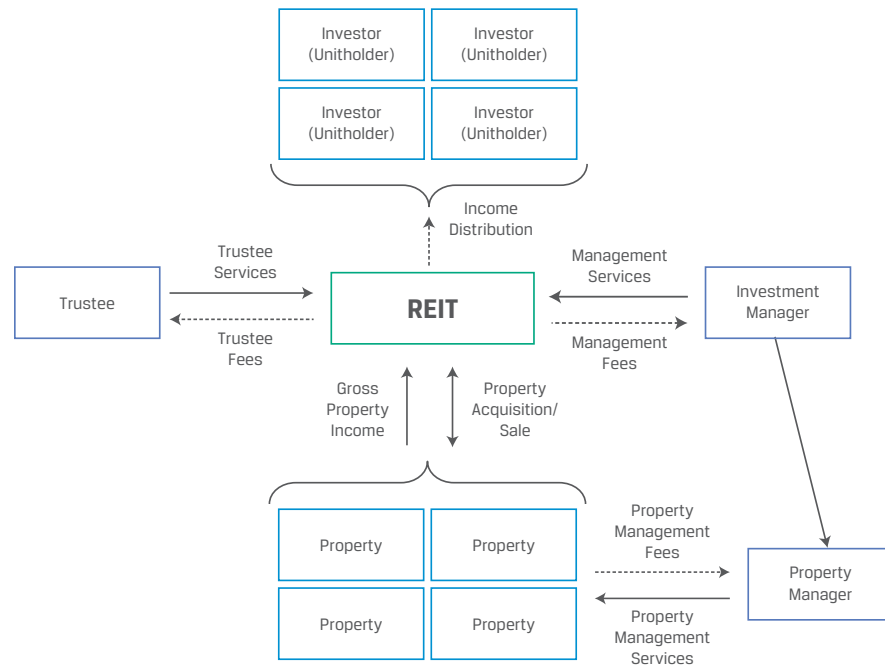 Investor
(Unitholder)
Investor
(Unitholder)
Investor
(Unitholder)
Investor
(Unitholder)
Income
Distribution
Trustee
Services
Management
Services
Trustee
REIT
Investment
Manager
Trustee
Fees
Management
Fees
Gross
Property
Income
Property
Acquisition/
Sale
Property
Property
Property
Management
Fees
Property
Manager
Property
Property
Property
Management
Services